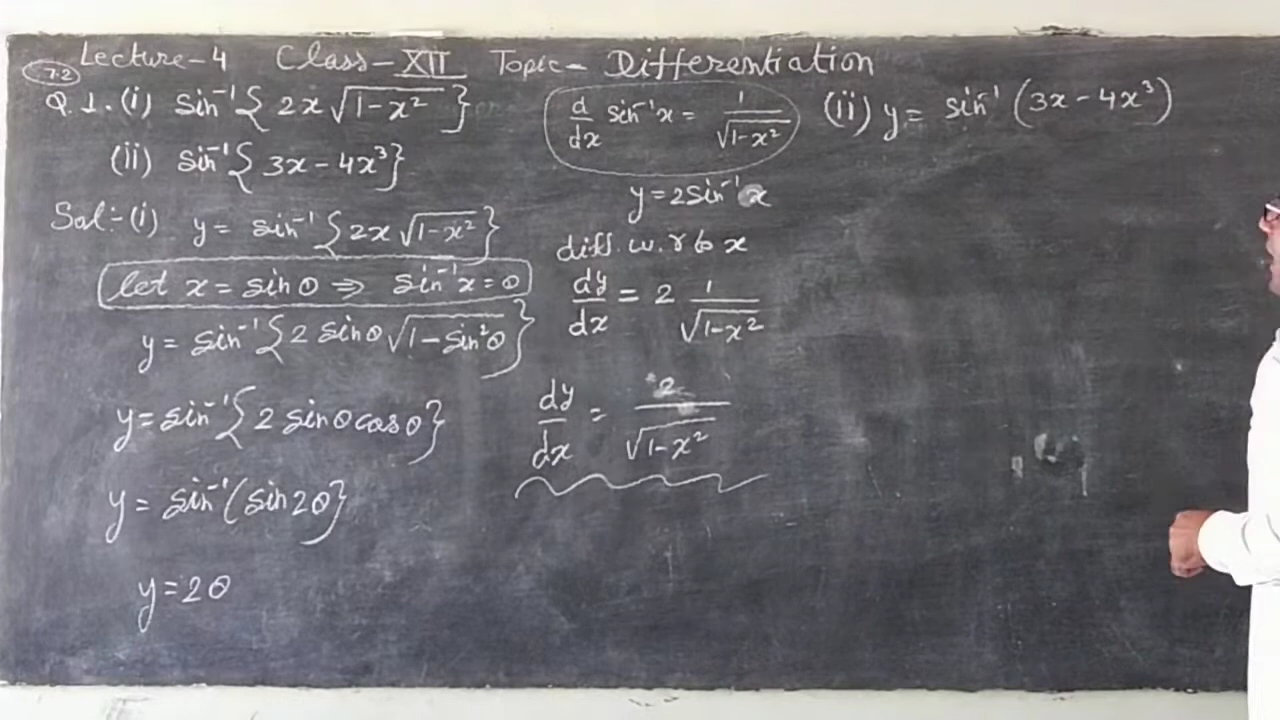 Lecture-4 Class-XII Topic- Differentiation
7.2
Q.1.(i) sin⁻¹{2x√(1-x²)}
(ii) sin⁻¹{3x-4x³}
Sol:-(i) y = sin⁻¹{2x√(1-x²)}
let x = sinθ ⇒ sin⁻¹x = θ
y = sin⁻¹{2 sinθ√(1-sin²θ)}
y = sin⁻¹{2 sinθ cosθ}
y = sin⁻¹(sin2θ}
y = 2θ
d/dx sin⁻¹x = 1/√(1-x²)
y = 2sin⁻¹x
diff. w. r to x
dy/dx = 2 1/√(1-x²)
dy/dx = 2/√(1-x²)
(ii) y = sin⁻¹(3x-4x³)